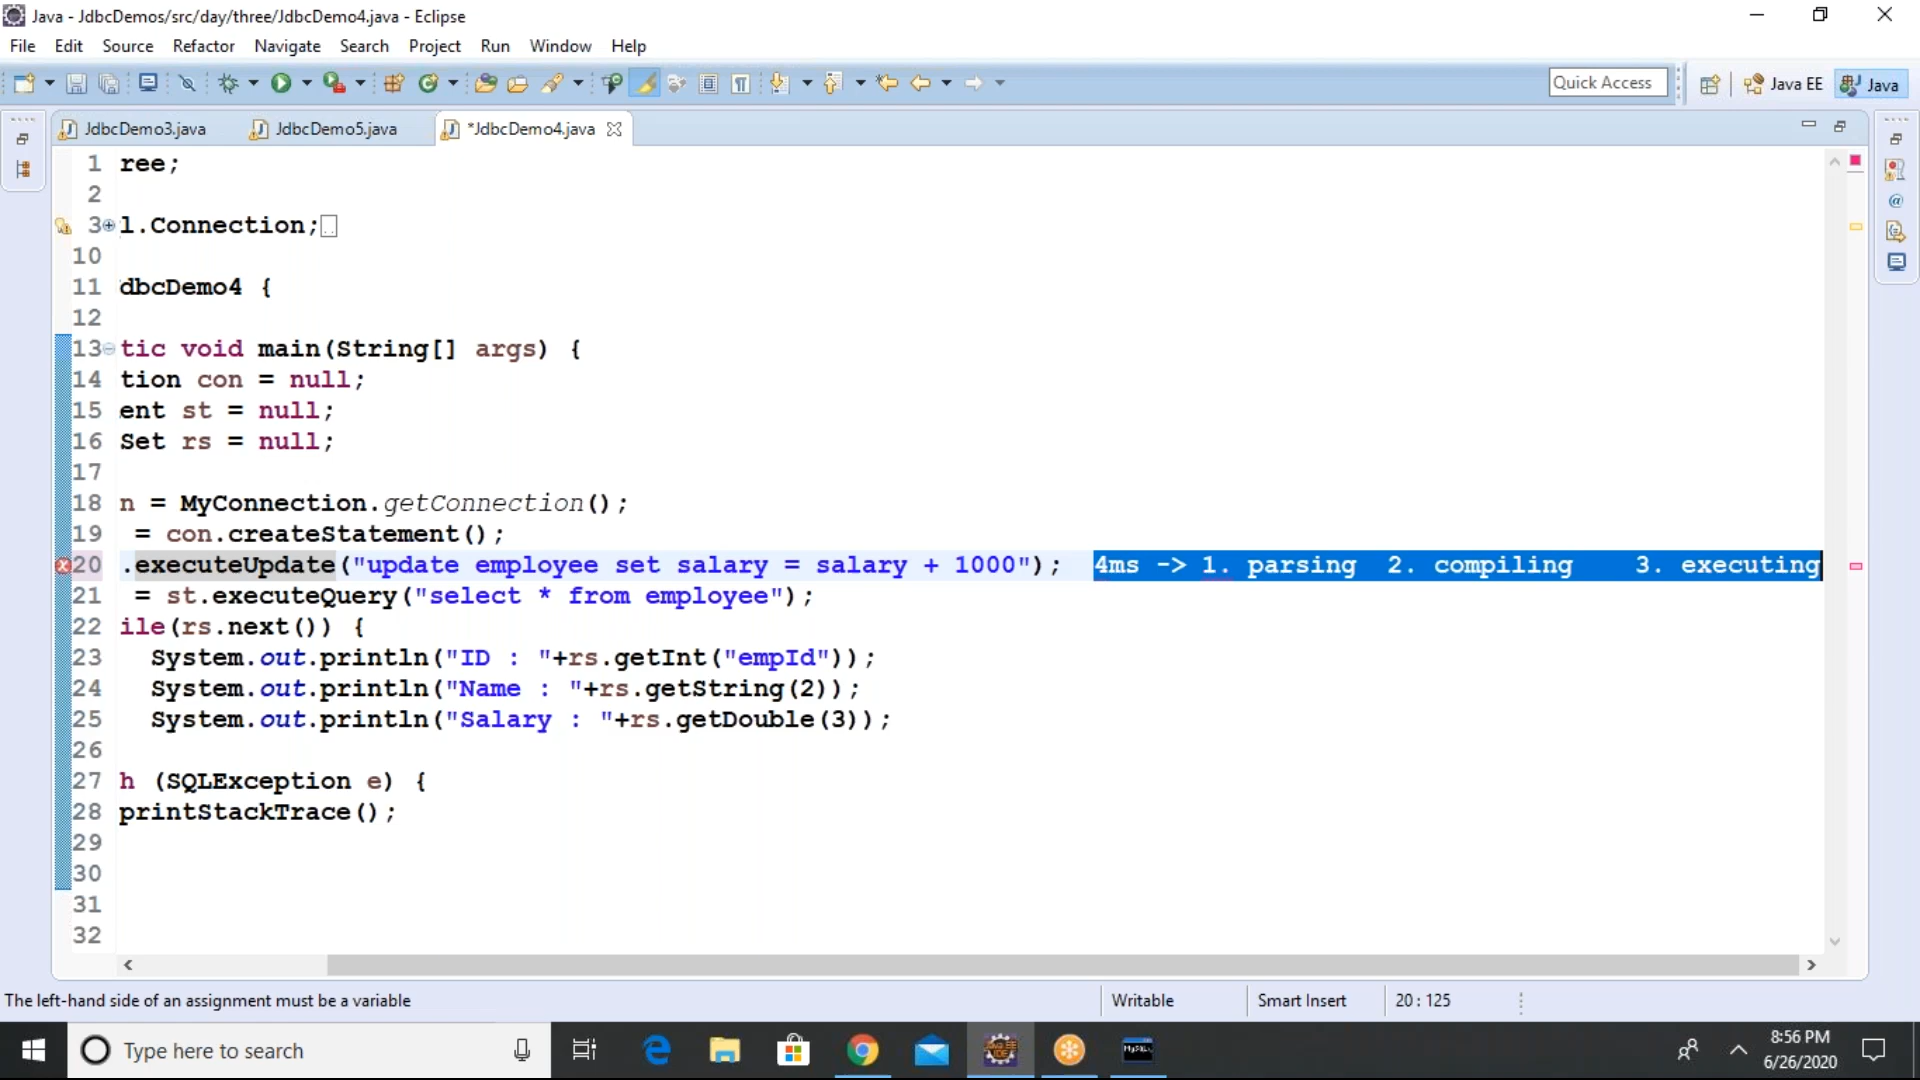 Java - JdbcDemos/src/day/three/JdbcDemo4.java - Eclipse
File Edit Source Refactor Navigate Search Project Run Window Help
Quick Access Java EE Java
JdbcDemo3.java JdbcDemo5.java *JdbcDemo4.java
1 ree;
2
3 l.Connection;
10
11 dbcDemo4 {
12
13 tic void main(String[] args) {
14 tion con = null;
15 ent st = null;
16 Set rs = null;
17
18 n = MyConnection.getConnection();
19 = con.createStatement();
20 .executeUpdate("update employee set salary = salary + 1000"); 4ms -> 1. parsing 2. compiling 3. executing
21 = st.executeQuery("select * from employee");
22 ile(rs.next()) {
23 System.out.println("ID : "+rs.getInt("empId"));
24 System.out.println("Name : "+rs.getString(2));
25 System.out.println("Salary : "+rs.getDouble(3));
26
27 h (SQLException e) {
28 printStackTrace();
29
30
31
32
The left-hand side of an assignment must be a variable Writable Smart Insert 20 : 125
Type here to search
8:56 PM
6/26/2020